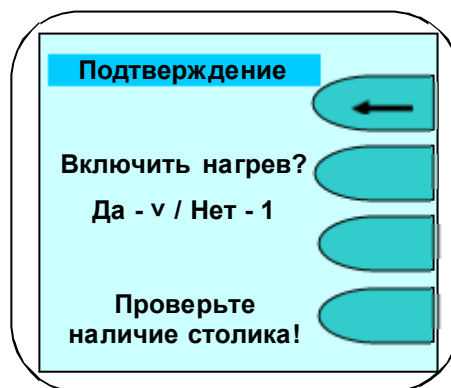 Подтверждение
Включить нагрев?
Да - v / Нет - 1
Проверьте
наличие столика!